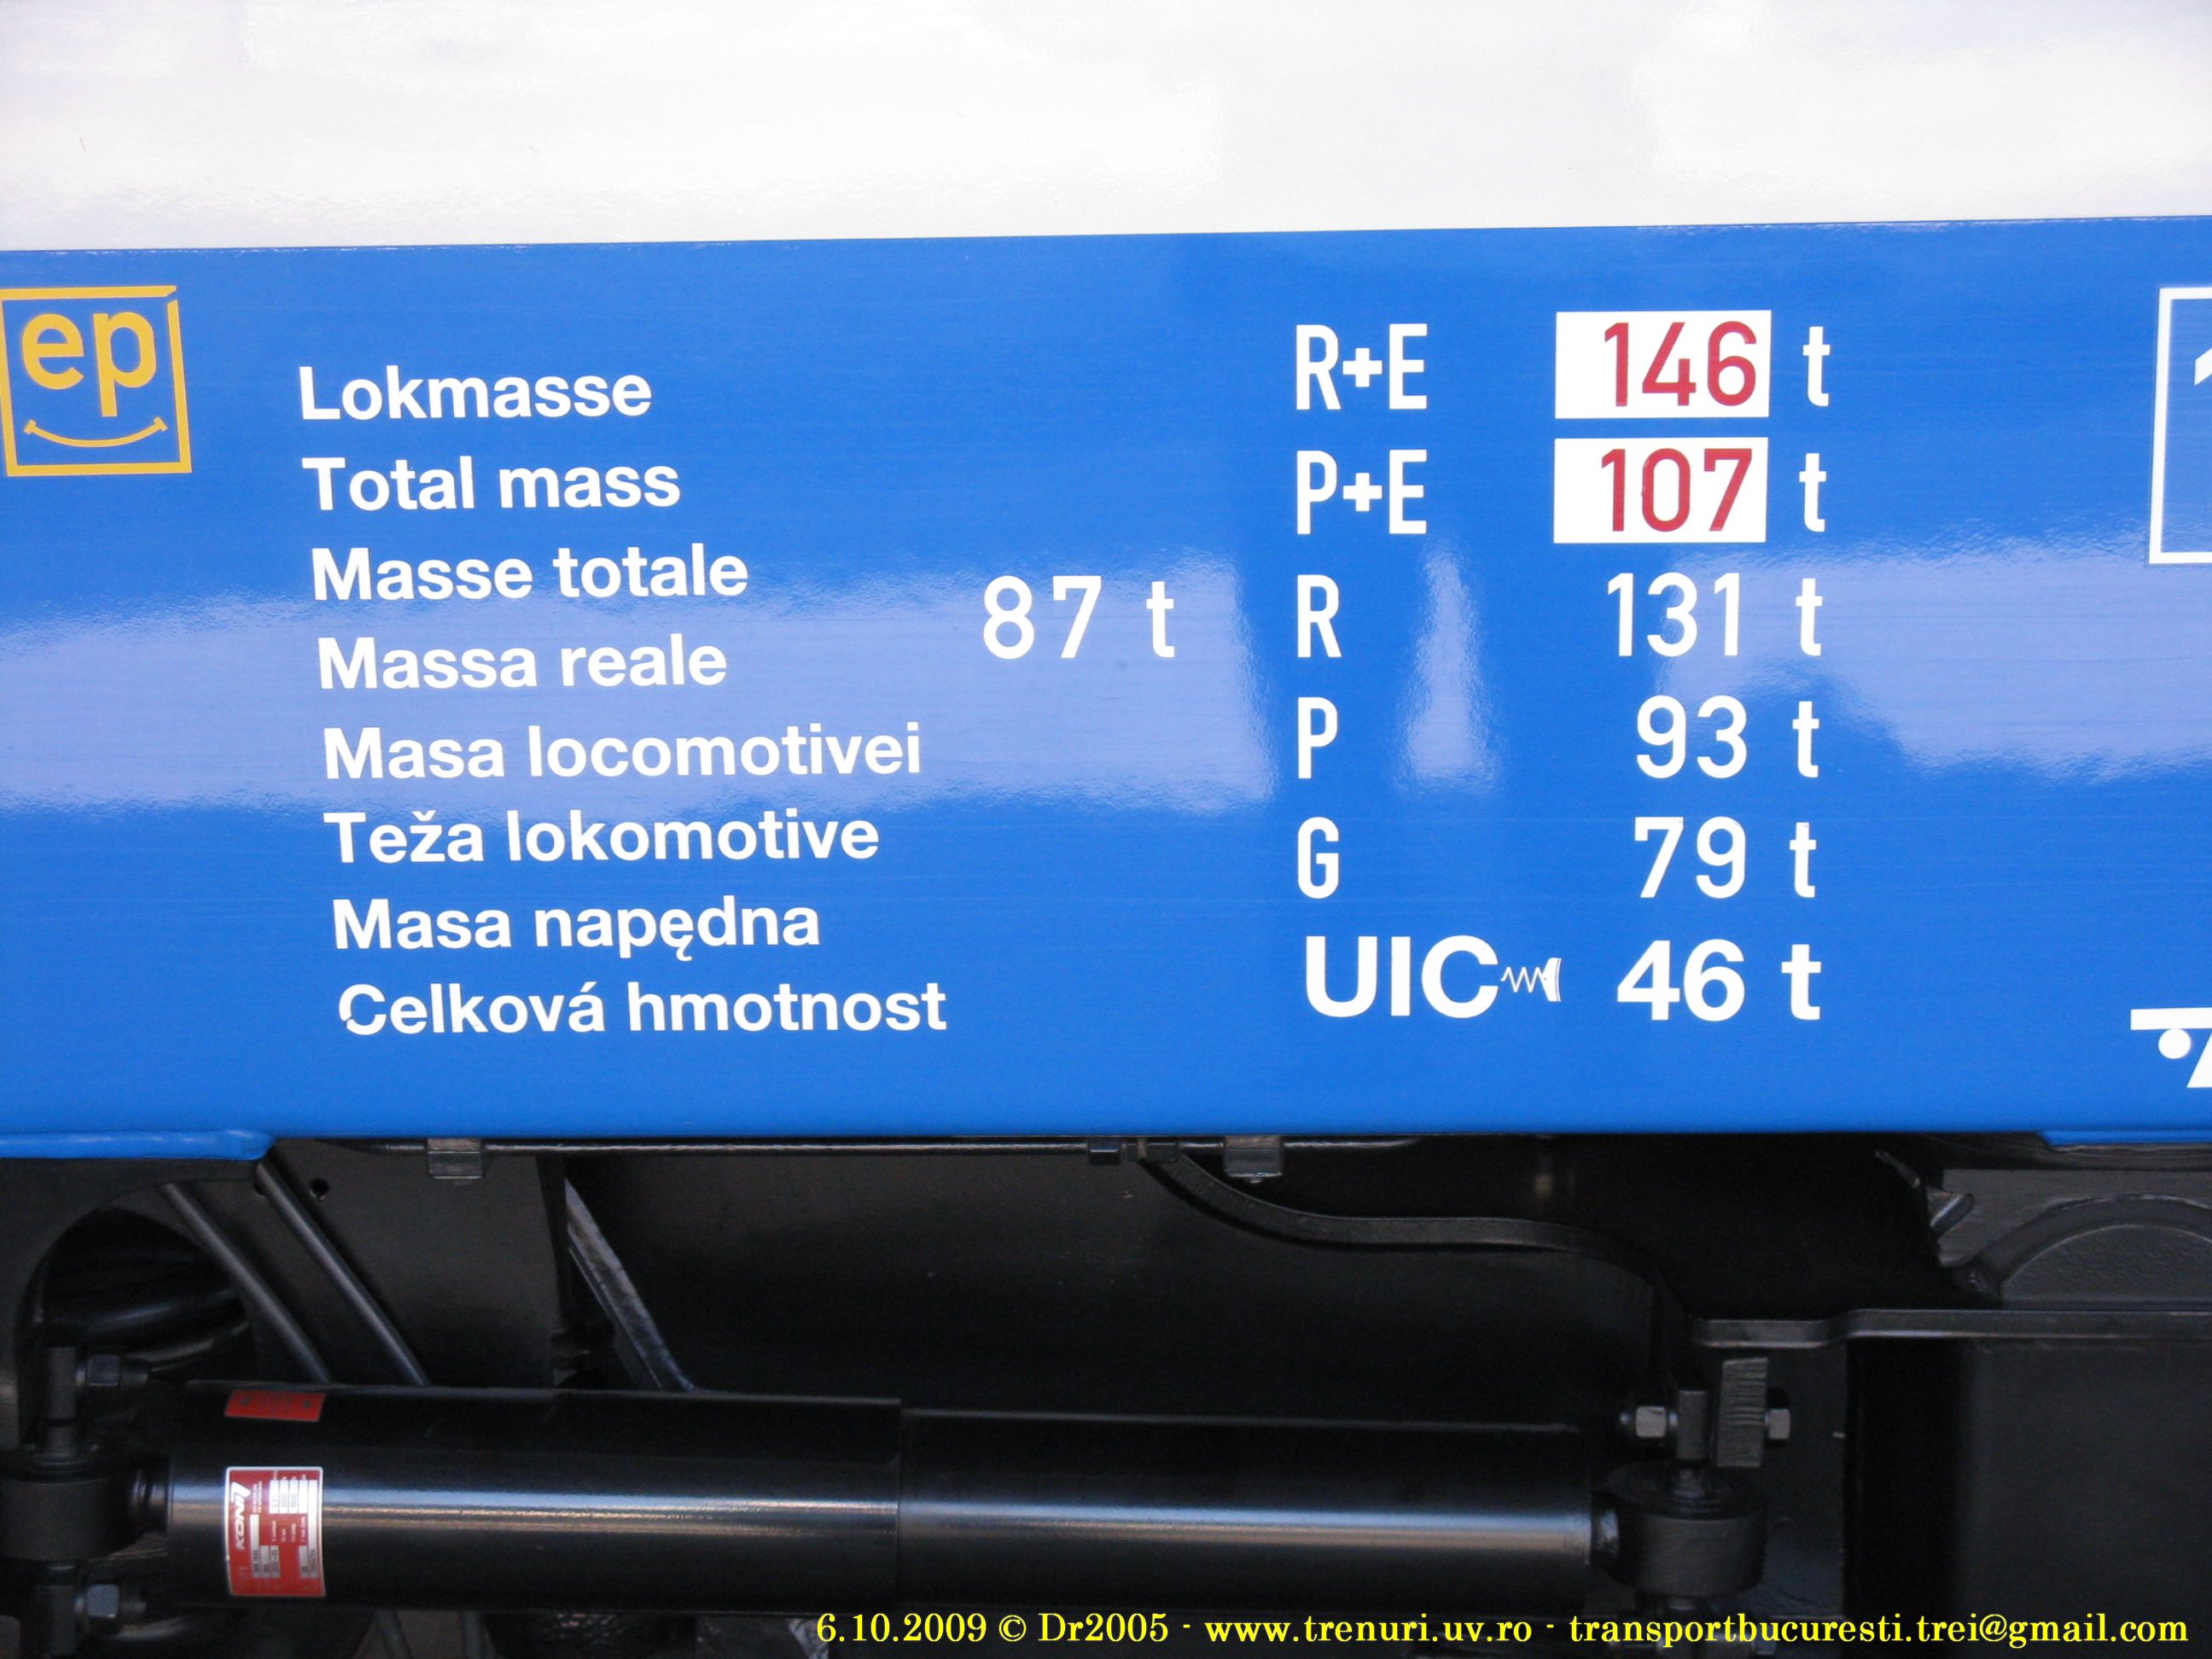 ep
Lokmasse
Total mass
Masse totale
Massa reale
Masa locomotivei
Teža lokomotive
Masa napędna
Celková hmotnost
87 t
R+E 146 t
P+E 107 t
R 131 t
P 93 t
G 79 t
UIC 46 t
KONI
6.10.2009 © Dr2005 - www.trenuri.uv.ro - transportbucuresti.trei@gmail.com